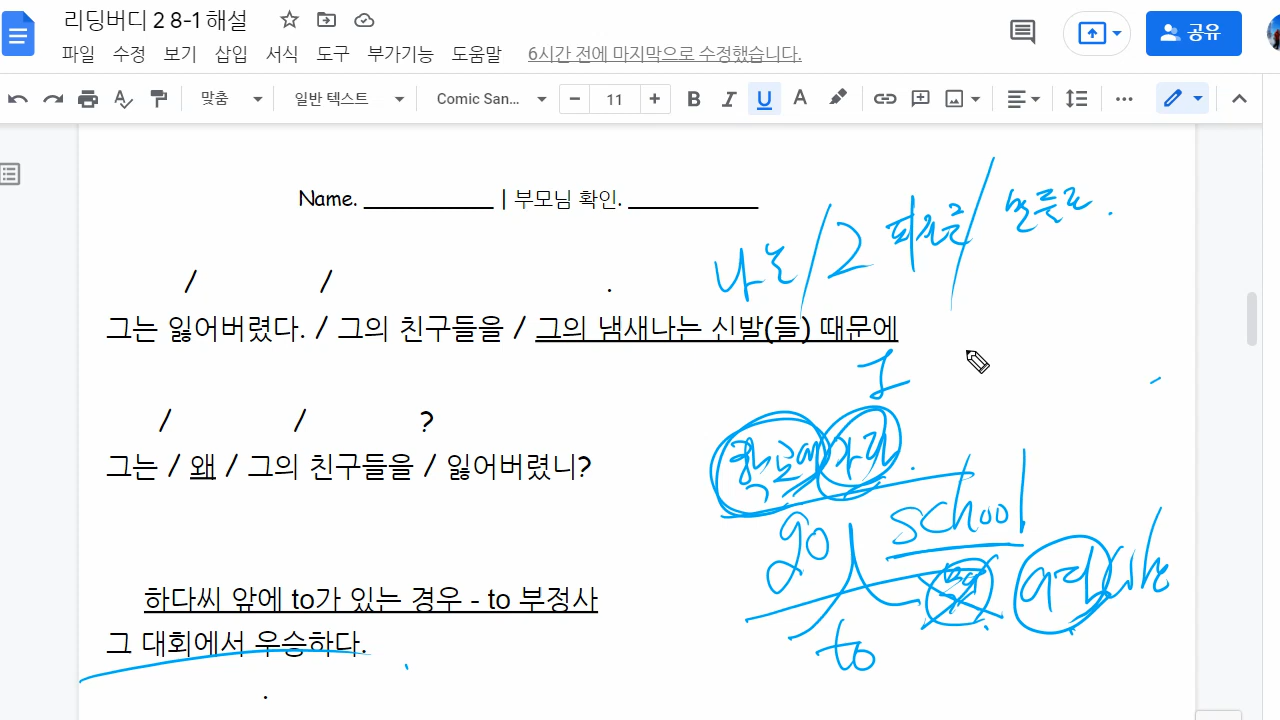 리딩버디 2 8-1 해설
파일 수정 보기 삽입 서식 도구 부가기능 도움말 6시간 전에 마지막으로 수정했습니다.
공유
맞춤 일반 텍스트 Comic San... 11
Name. __________ | 부모님 확인. __________
나는 / 그 피자를 /
/ / .
그는 잃어버렸다. / 그의 친구들을 / 그의 냄새나는 신발(들) 때문에
/ / ?
학교에 가다.
그는 / 왜 / 그의 친구들을 / 잃어버렸니?
go school
하다씨 앞에 to가 있는 경우 - to 부정사
to
그 대회에서 우승하다.
.